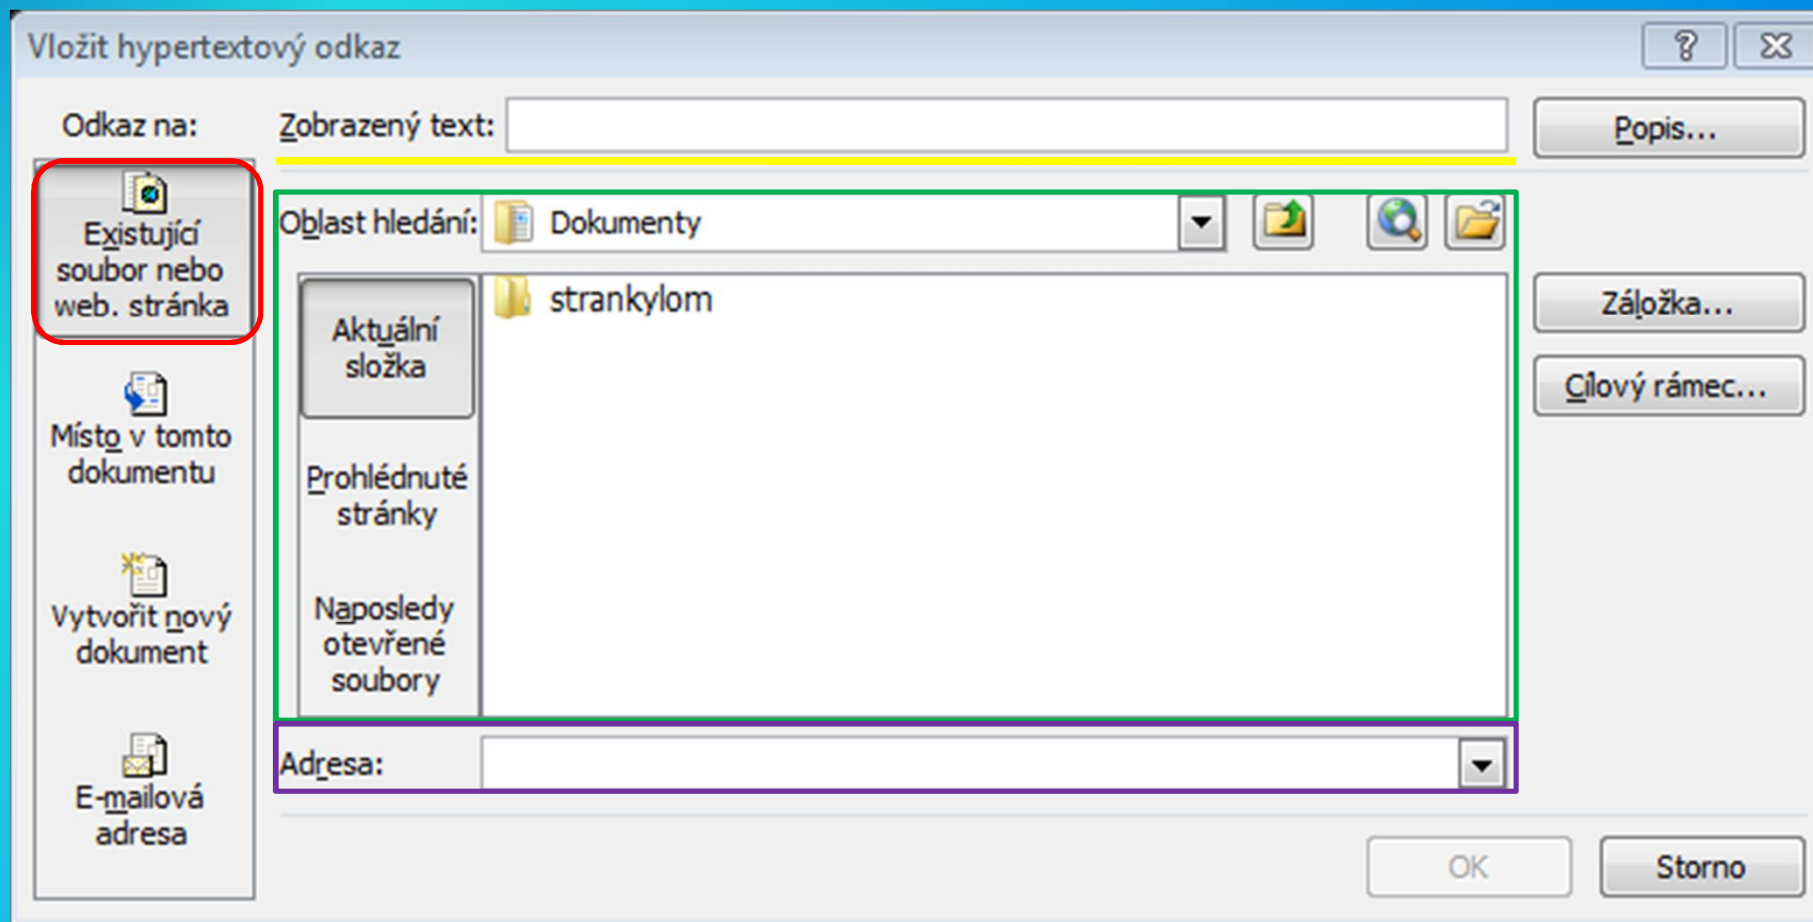 Vložit hypertextový odkaz
Odkaz na:
Zobrazený text:
Popis...
Existující
soubor nebo
web. stránka
Oblast hledání:
Dokumenty
Aktuální
složka
strankylom
Záložka...
Cílový rámec...
Místo v tomto
dokumentu
Prohlédnuté
stránky
Vytvořit nový
dokument
Naposledy
otevřené
soubory
E-mailová
adresa
Adresa:
OK
Storno